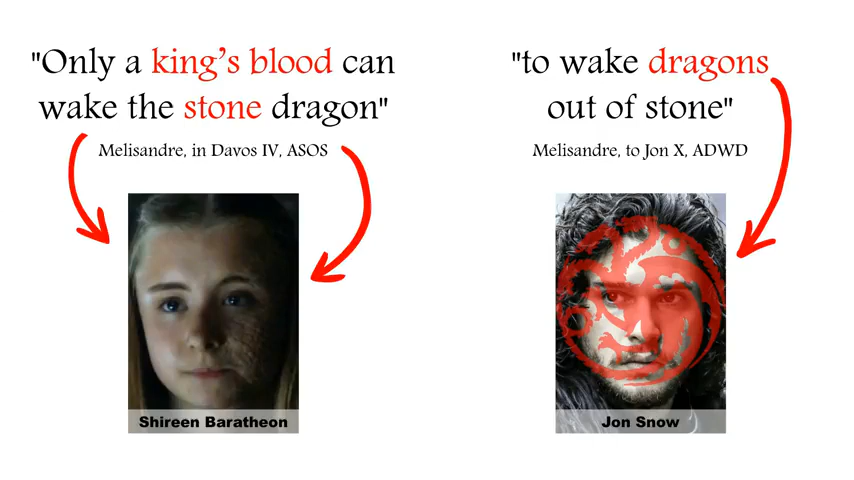 "Only a king’s blood can
wake the stone dragon"
Melisandre, in Davos IV, ASOS
Shireen Baratheon
"to wake dragons
out of stone"
Melisandre, to Jon X, ADWD
Jon Snow